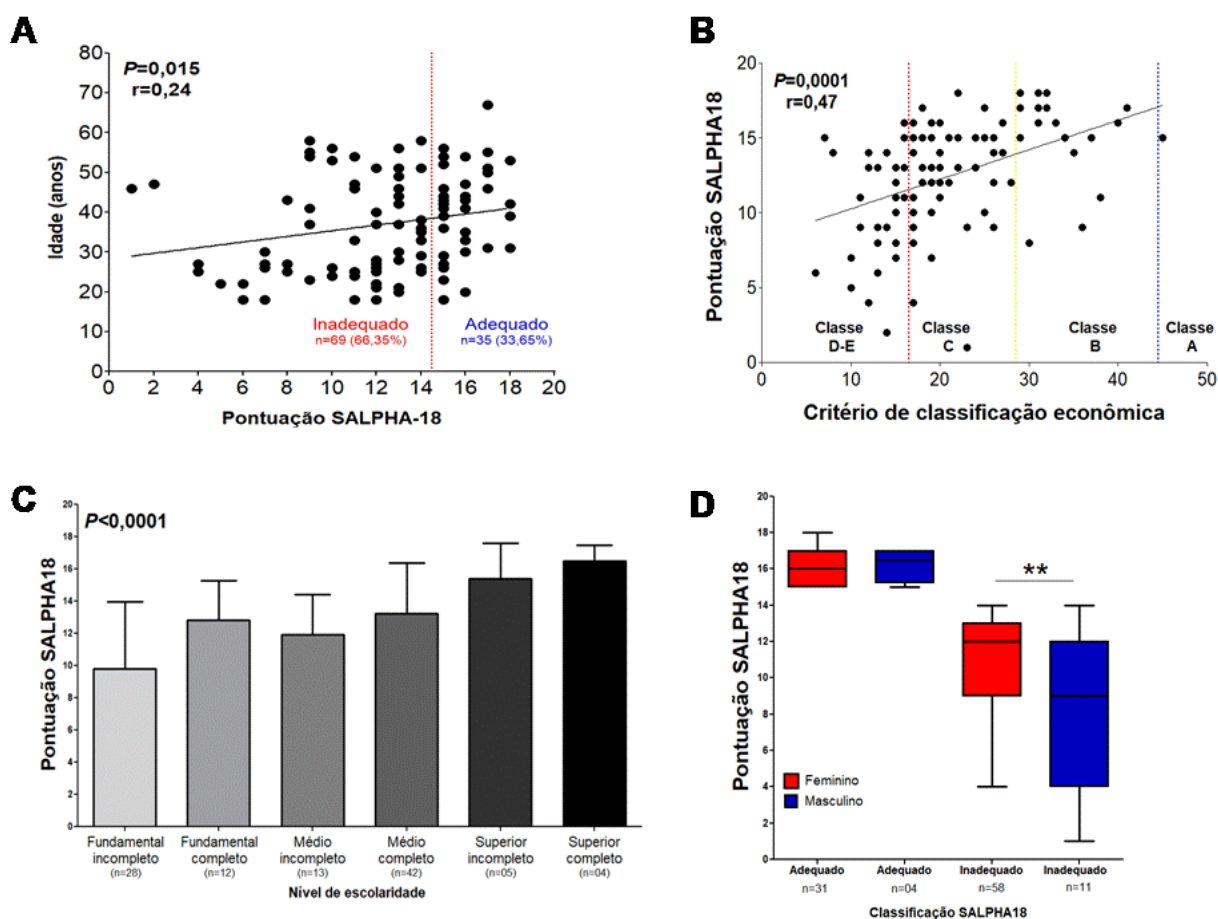 A
P=0,015
r=0,24
80
70
60
50
40
30
20
10
0
Idade (anos)
Inadequado
n=69 (66,35%)
Adequado
n=35 (33,65%)
0 2 4 6 8 10 12 14 16 18 20
Pontuação SALPHA-18
B
P=0,0001
r=0,47
20
15
10
5
0
Pontuação SALPHA18
Classe
D-E
Classe
C
Classe
B
Classe
A
0 10 20 30 40 50
Critério de classificação econômica
C
P<0,0001
20
18
16
14
12
10
8
6
4
2
0
Pontuação SALPHA18
Fundamental
incompleto
(n=28)
Fundamental
completo
(n=12)
Médio
incompleto
(n=13)
Médio
completo
(n=42)
Superior
incompleto
(n=05)
Superior
completo
(n=04)
Nível de escolaridade
D
20
18
16
14
12
10
8
6
4
2
0
Pontuação SALPHA18
**
Feminino
Masculino
Adequado
n=31
Adequado
n=04
Inadequado
n=58
Inadequado
n=11
Classificação SALPHA18